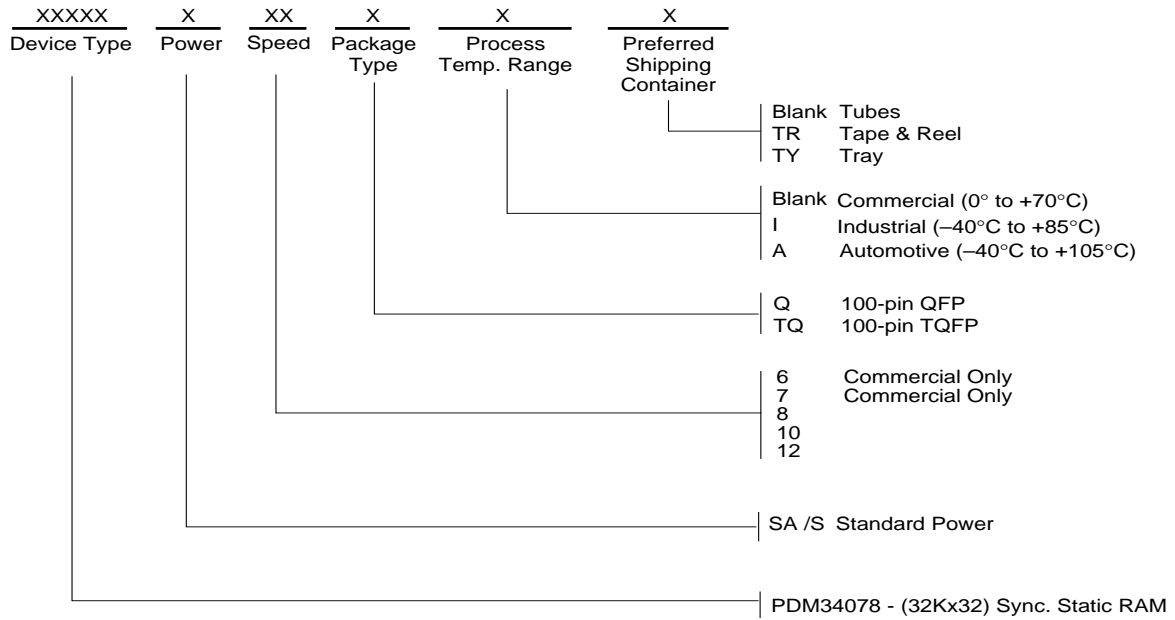 XXXXX X XX X X X
Device Type Power Speed Package Type Process Temp. Range Preferred Shipping Container
Blank Tubes
TR Tape & Reel
TY Tray
Blank Commercial (0° to +70°C)
I Industrial (–40°C to +85°C)
A Automotive (–40°C to +105°C)
Q 100-pin QFP
TQ 100-pin TQFP
6 Commercial Only
7 Commercial Only
8
10
12
SA /S Standard Power
PDM34078 - (32Kx32) Sync. Static RAM